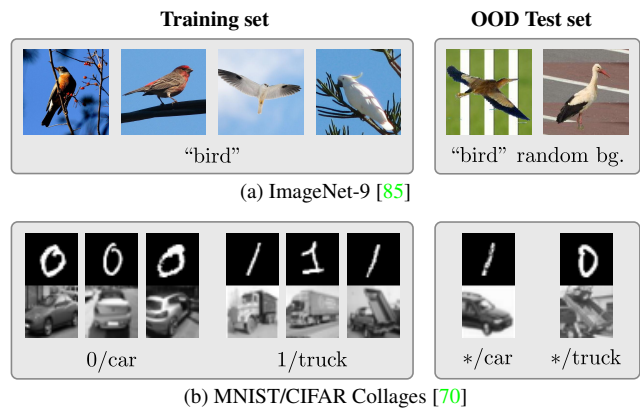 Training set
OOD Test set
“bird”
“bird” random bg.
(a) ImageNet-9 [85]
0/car
1/truck
*/car
*/truck
(b) MNIST/CIFAR Collages [70]